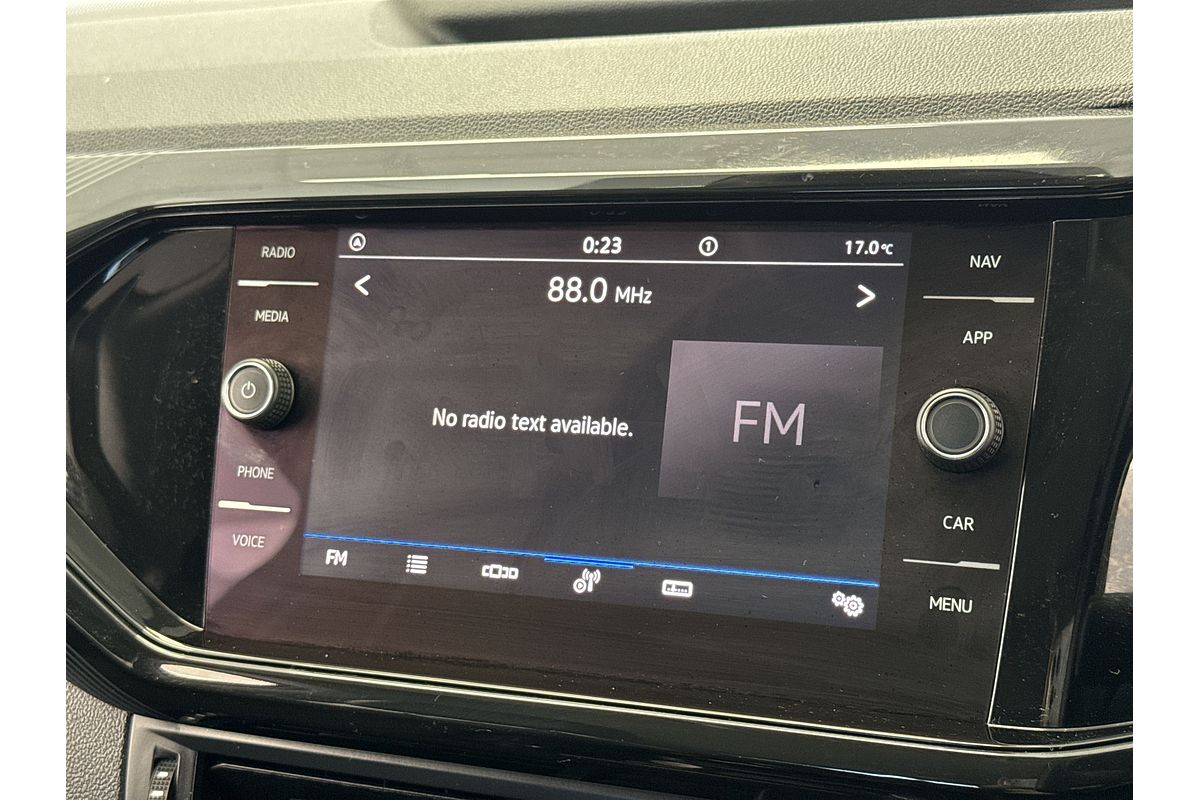 RADIO
MEDIA
PHONE
VOICE
0:23
1
17.0°C
88.0 MHz
No radio text available.
FM
FM
NAV
APP
CAR
MENU